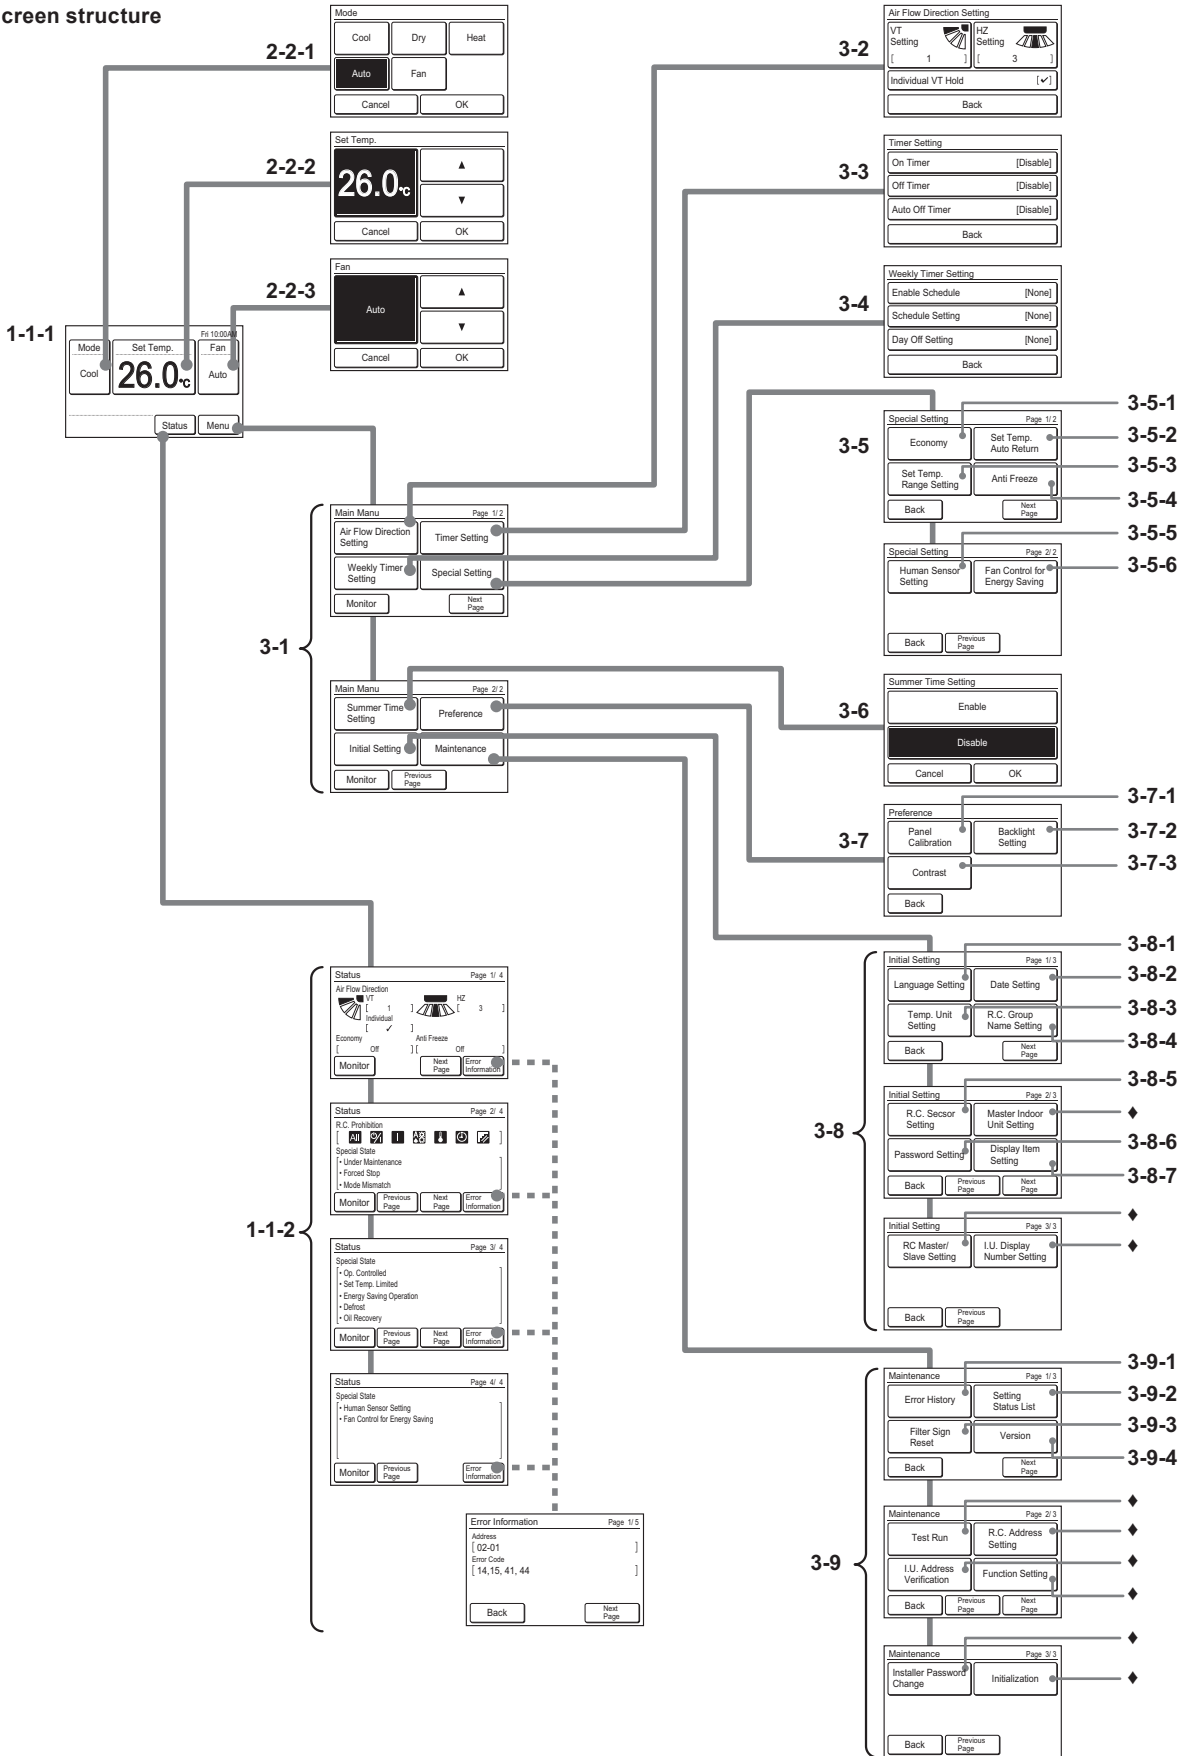 creen structure
Mode
Cool Dry Heat
Auto Fan
Cancel OK
2-2-1
Set Temp.
26.0°C ▲
▼
Cancel OK
2-2-2
Fan
Auto ▲
▼
Cancel OK
2-2-3
1-1-1
Fri 10:00AM
Mode Set Temp. Fan
Cool 26.0°C Auto
Status Menu
3-1
Main Manu Page 1/ 2
Air Flow Direction
Setting
Timer Setting
Weekly Timer
Setting
Special Setting
Monitor Next
Page
Main Manu Page 2/ 2
Summer Time
Setting
Preference
Initial Setting Maintenance
Monitor Previous
Page
1-1-2
Status Page 1/ 4
Air Flow Direction
VT HZ
[ 1 ] [ 3 ]
Individual
[ ✓ ]
Economy Anti Freeze
[ Off ] [ Off ]
Monitor Next
Page
Error
Information
Status Page 2/ 4
R.C. Prohibition
[ All ]
Special State
• Under Maintenance
• Forced Stop
• Mode Mismatch
Monitor Previous
Page
Next
Page
Error
Information
Status Page 3/ 4
Special State
• Op. Controlled
• Set Temp. Limited
• Energy Saving Operation
• Defrost
• Oil Recovery
Monitor Previous
Page
Next
Page
Error
Information
Status Page 4/ 4
Special State
• Human Sensor Setting
• Fan Control for Energy Saving
Monitor Previous
Page
Error
Information
Error Information Page 1/ 5
Address
[ 02-01 ]
Error Code
[ 14,15, 41, 44 ]
Back Next
Page
3-2
Air Flow Direction Setting
VT
Setting
[ 1 ]
HZ
Setting
[ 3 ]
Individual VT Hold [✓]
Back
3-3
Timer Setting
On Timer [Disable]
Off Timer [Disable]
Auto Off Timer [Disable]
Back
3-4
Weekly Timer Setting
Enable Schedule [None]
Schedule Setting [None]
Day Off Setting [None]
Back
3-5
Special Setting Page 1/ 2
Economy
Set Temp.
Auto Return
Set Temp.
Range Setting
Anti Freeze
Back Next
Page
3-5-1
3-5-2
3-5-3
3-5-4
Special Setting Page 2/ 2
Human Sensor
Setting
Fan Control for
Energy Saving
Back Previous
Page
3-5-5
3-5-6
3-6
Summer Time Setting
Enable
Disable
Cancel OK
3-7
Preference
Panel
Calibration
Backlight
Setting
Contrast
Back
3-7-1
3-7-2
3-7-3
3-8
Initial Setting Page 1/ 3
Language Setting Date Setting
Temp. Unit
Setting
R.C. Group
Name Setting
Back Next
Page
3-8-1
3-8-2
3-8-3
3-8-4
Initial Setting Page 2/ 3
R.C. Secsor
Setting
Master Indoor
Unit Setting
Password Setting
Display Item
Setting
Back Previous
Page
Next
Page
3-8-5
♦
3-8-6
3-8-7
Initial Setting Page 3/ 3
RC Master/
Slave Setting
I.U. Display
Number Setting
Back Previous
Page
♦
♦
3-9
Maintenance Page 1/ 3
Error History
Setting
Status List
Filter Sign
Reset
Version
Back Next
Page
3-9-1
3-9-2
3-9-3
3-9-4
Maintenance Page 2/ 3
Test Run
R.C. Address
Setting
I.U. Address
Verification
Function Setting
Back Previous
Page
Next
Page
♦
♦
♦
♦
Maintenance Page 3/ 3
Installer Password
Change
Initialization
Back Previous
Page
♦
♦